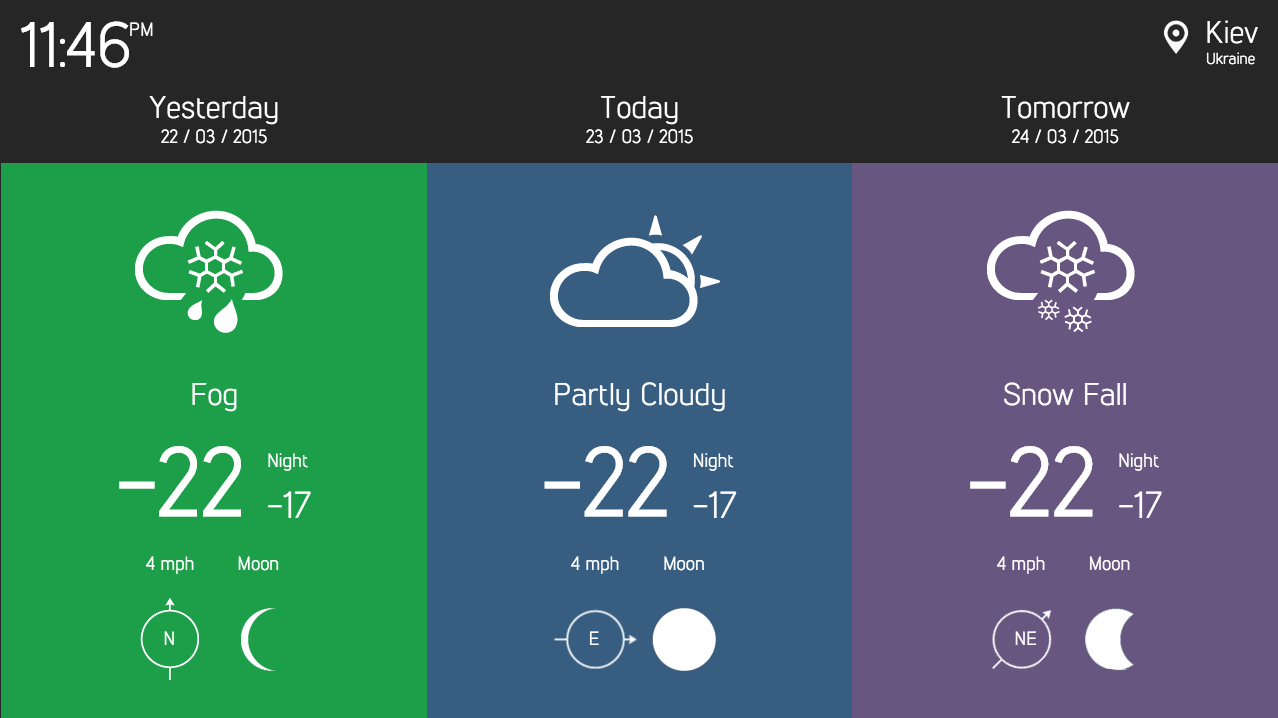 11:46 PM
Kiev
Ukraine
Yesterday
22 / 03 / 2015
Today
23 / 03 / 2015
Tomorrow
24 / 03 / 2015
Fog
-22
Night
-17
4 mph
Moon
N
Partly Cloudy
-22
Night
-17
4 mph
Moon
E
Snow Fall
-22
Night
-17
4 mph
Moon
NE